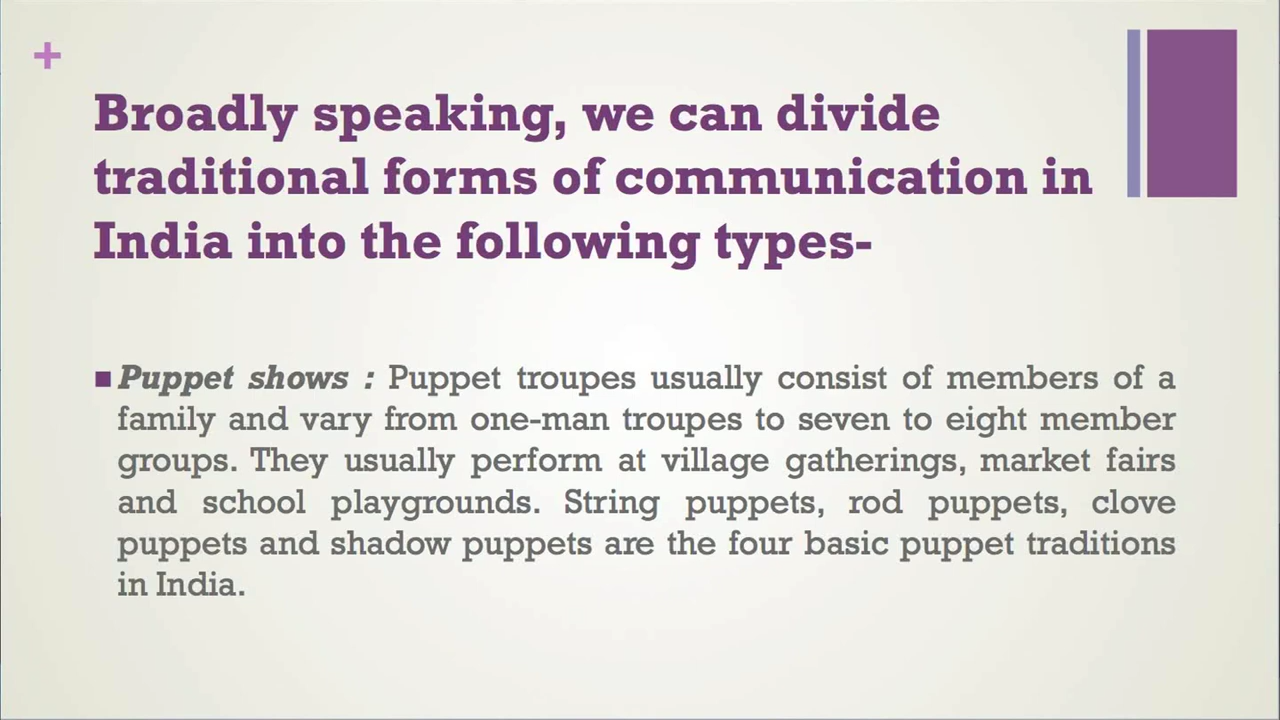 +
Broadly speaking, we can divide
traditional forms of communication in
India into the following types-
Puppet shows : Puppet troupes usually consist of members of a
family and vary from one-man troupes to seven to eight member
groups. They usually perform at village gatherings, market fairs
and school playgrounds. String puppets, rod puppets, clove
puppets and shadow puppets are the four basic puppet traditions
in India.